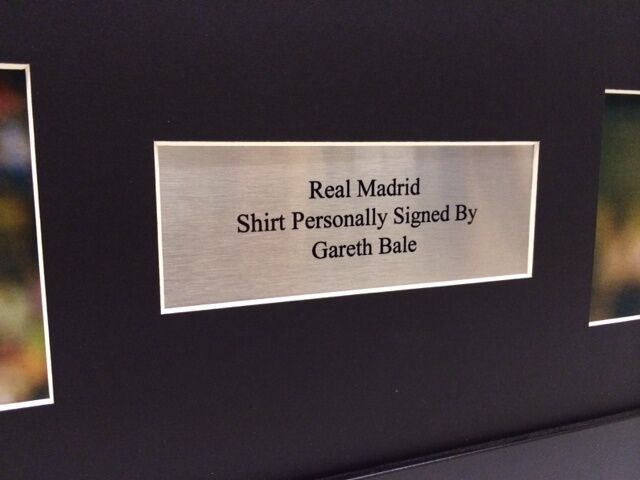 Real Madrid
Shirt Personally Signed By
Gareth Bale